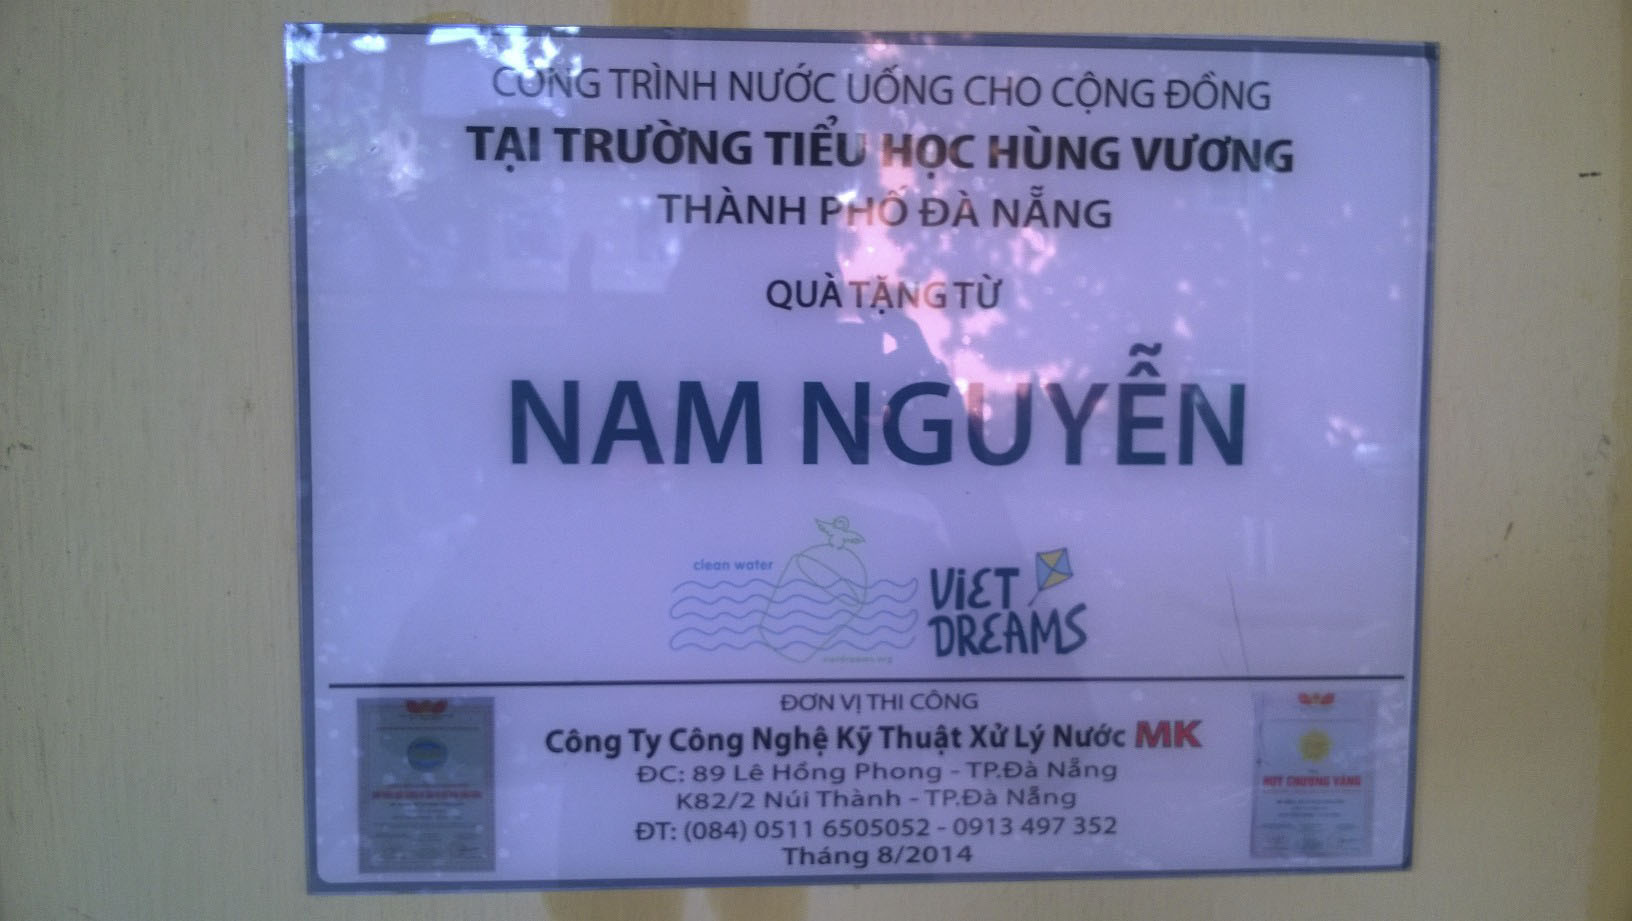 CÔNG TRÌNH NƯỚC UỐNG CHO CỘNG ĐỒNG
TẠI TRƯỜNG TIỂU HỌC HÙNG VƯƠNG
THÀNH PHỐ ĐÀ NẴNG
QUÀ TẶNG TỪ
NAM NGUYỄN
clean water
VIET DREAMS
ĐƠN VỊ THI CÔNG
Công Ty Công Nghệ Kỹ Thuật Xử Lý Nước MK
ĐC: 89 Lê Hồng Phong - TP.Đà Nẵng
K82/2 Núi Thành - TP.Đà Nẵng
ĐT: (084) 0511 6505052 - 0913 497 352
Tháng 8/2014
HUY CHƯƠNG VÀNG